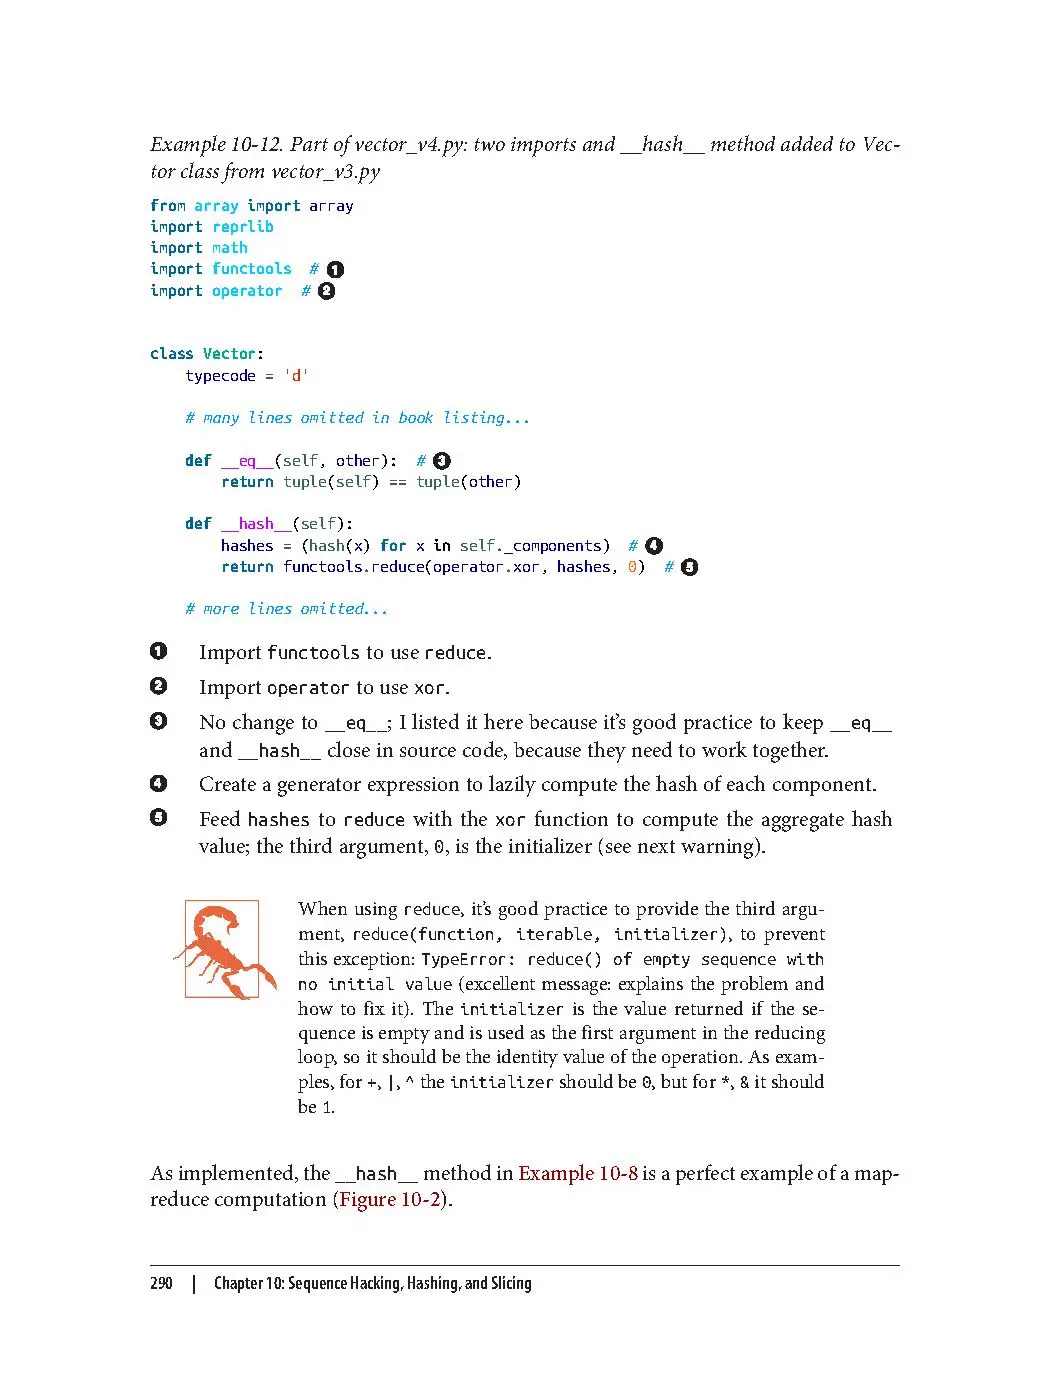 Example 10-12. Part of vector_v4.py: two imports and __hash__ method added to Vec-
tor class from vector_v3.py
from array import array
import reprlib
import math
import functools  # ❶
import operator  # ❷
class Vector:
    typecode = 'd'
    # many lines omitted in book listing...
    def __eq__(self, other):  # ❸
        return tuple(self) == tuple(other)
    def __hash__(self):
        hashes = (hash(x) for x in self._components)  # ❹
        return functools.reduce(operator.xor, hashes, 0)  # ❺
    # more lines omitted...
❶ Import functools to use reduce.
❷ Import operator to use xor.
❸ No change to __eq__; I listed it here because it’s good practice to keep __eq__
and __hash__ close in source code, because they need to work together.
❹ Create a generator expression to lazily compute the hash of each component.
❺ Feed hashes to reduce with the xor function to compute the aggregate hash
value; the third argument, 0, is the initializer (see next warning).
When using reduce, it’s good practice to provide the third argu-
ment, reduce(function, iterable, initializer), to prevent
this exception: TypeError: reduce() of empty sequence with
no initial value (excellent message: explains the problem and
how to fix it). The initializer is the value returned if the se-
quence is empty and is used as the first argument in the reducing
loop, so it should be the identity value of the operation. As exam-
ples, for +, |, ^ the initializer should be 0, but for *, & it should
be 1.
As implemented, the __hash__ method in Example 10-8 is a perfect example of a map-
reduce computation (Figure 10-2).
290 | Chapter 10: Sequence Hacking, Hashing, and Slicing